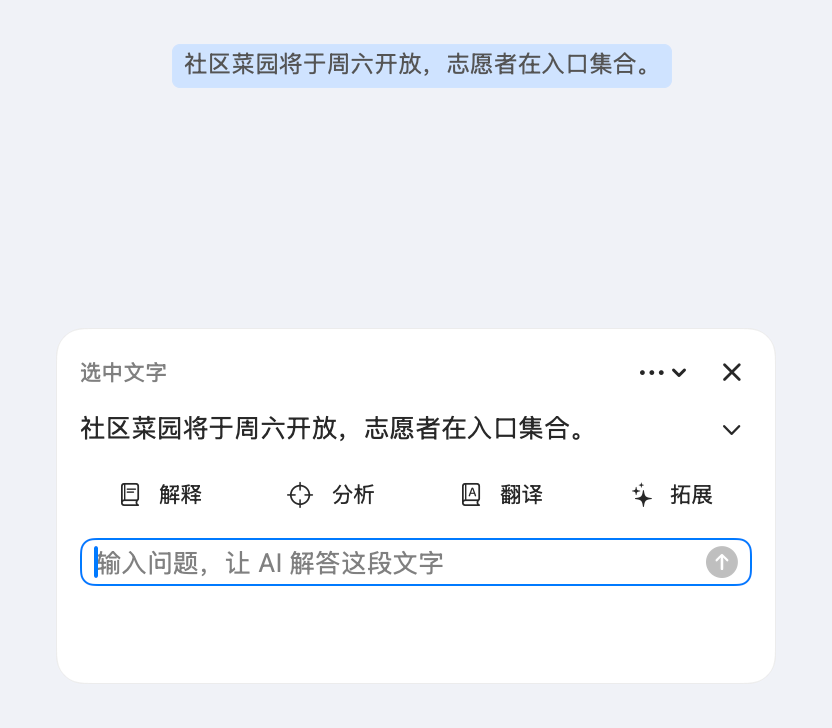 社区菜园将于周六开放，志愿者在入口集合。
选中文字
社区菜园将于周六开放，志愿者在入口集合。
解释 分析 翻译 拓展
输入问题，让 AI 解答这段文字